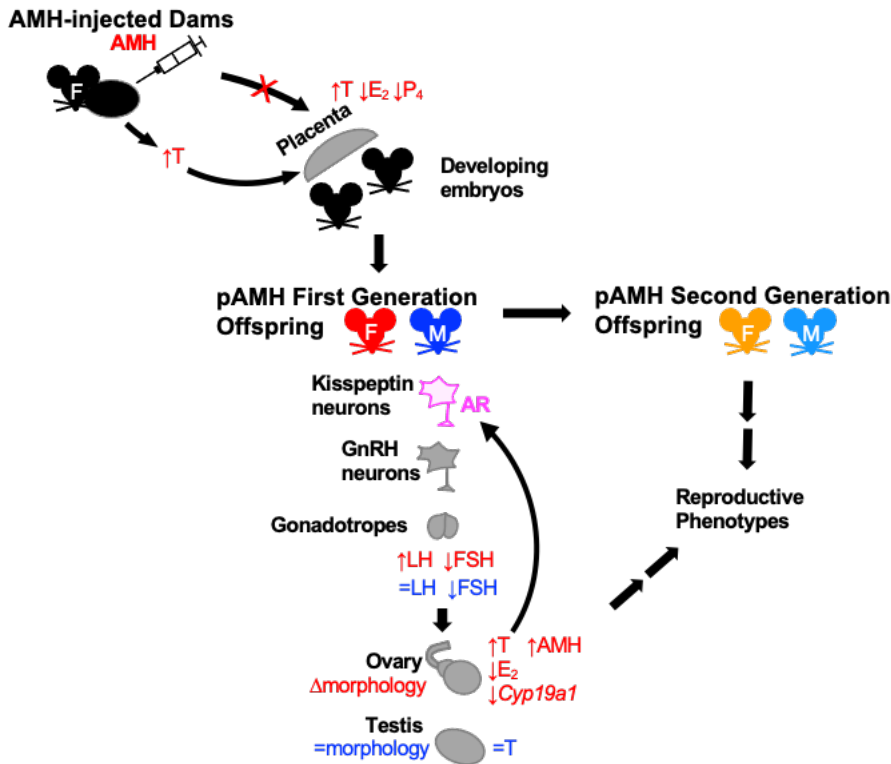 AMH-injected Dams
AMH
F
↑T ↓E₂ ↓P₄
Placenta
↑T
Developing
embryos
pAMH First Generation
Offspring
F M
pAMH Second Generation
Offspring
F M
Kisspeptin
neurons
AR
GnRH
neurons
Gonadotropes
↑LH ↓FSH
=LH ↓FSH
Reproductive
Phenotypes
Ovary
Δmorphology
↑T ↑AMH
↓E₂
↓Cyp19a1
Testis
=morphology =T